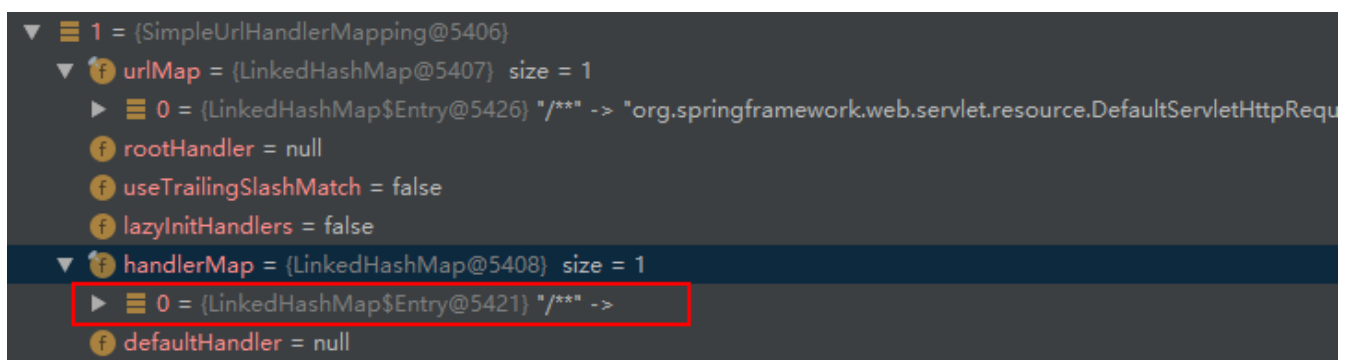 1 = {SimpleUrlHandlerMapping@5406}
f urlMap = {LinkedHashMap@5407} size = 1
0 = {LinkedHashMap$Entry@5426} "/**" -> "org.springframework.web.servlet.resource.DefaultServletHttpRequ
f rootHandler = null
f useTrailingSlashMatch = false
f lazyInitHandlers = false
f handlerMap = {LinkedHashMap@5408} size = 1
0 = {LinkedHashMap$Entry@5421} "/**" ->
f defaultHandler = null